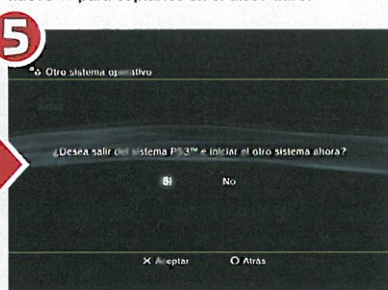 5
Otro sistema operativo
¿Desea salir del sistema PS3™ e iniciar el otro sistema ahora?
Sí No
X Aceptar O Atrás